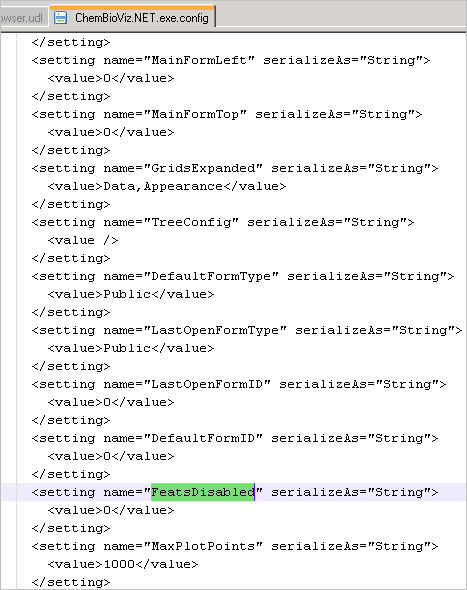 owser.udl ChemBioViz.NET.exe.config
</setting>
<setting name="MainFormLeft" serializeAs="String">
<value>0</value>
</setting>
<setting name="MainFormTop" serializeAs="String">
<value>0</value>
</setting>
<setting name="GridsExpanded" serializeAs="String">
<value>Data,Appearance</value>
</setting>
<setting name="TreeConfig" serializeAs="String">
<value />
</setting>
<setting name="DefaultFormType" serializeAs="String">
<value>Public</value>
</setting>
<setting name="LastOpenFormType" serializeAs="String">
<value>Public</value>
</setting>
<setting name="LastOpenFormID" serializeAs="String">
<value>0</value>
</setting>
<setting name="DefaultFormID" serializeAs="String">
<value>0</value>
</setting>
<setting name="FeatsDisabled" serializeAs="String">
<value>0</value>
</setting>
<setting name="MaxPlotPoints" serializeAs="String">
<value>1000</value>
</setting>